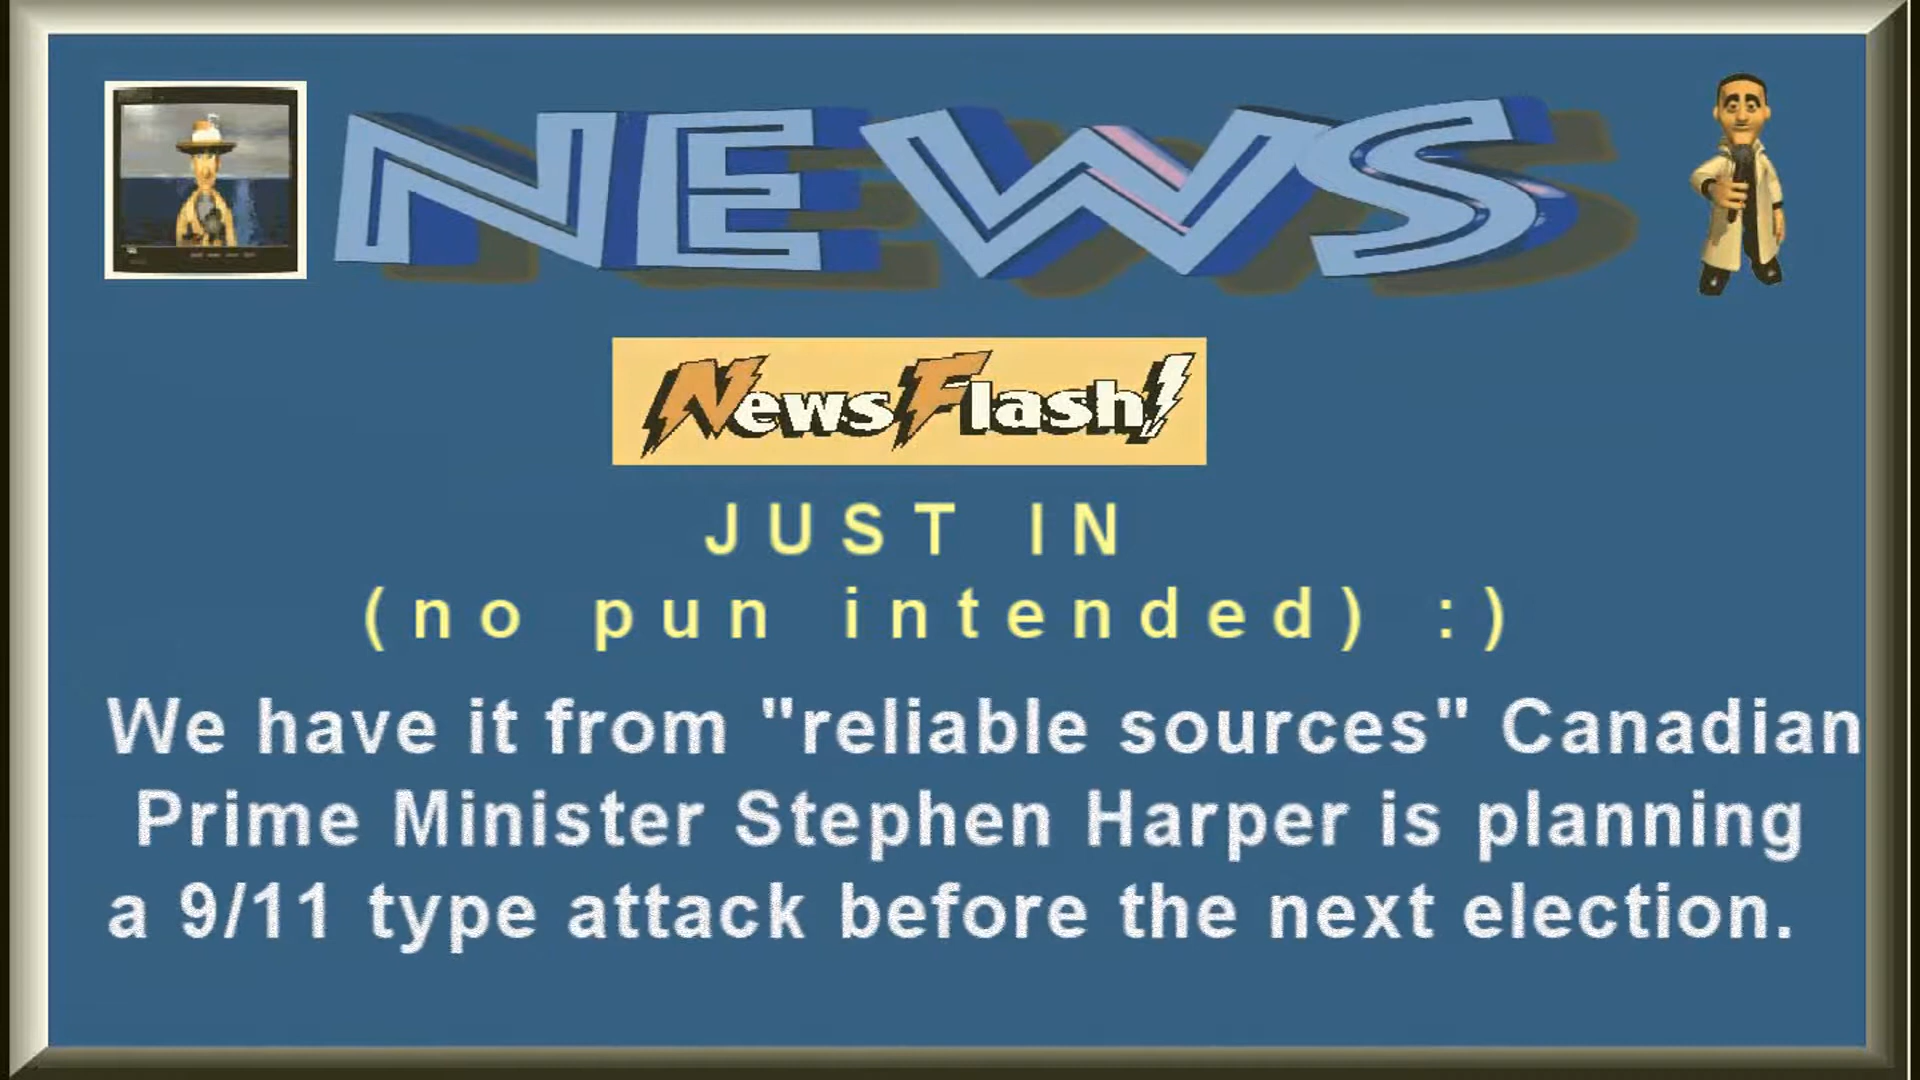 NEWS
NewsFlash!
JUST IN
(no pun intended) :)
We have it from "reliable sources" Canadian
Prime Minister Stephen Harper is planning
a 9/11 type attack before the next election.